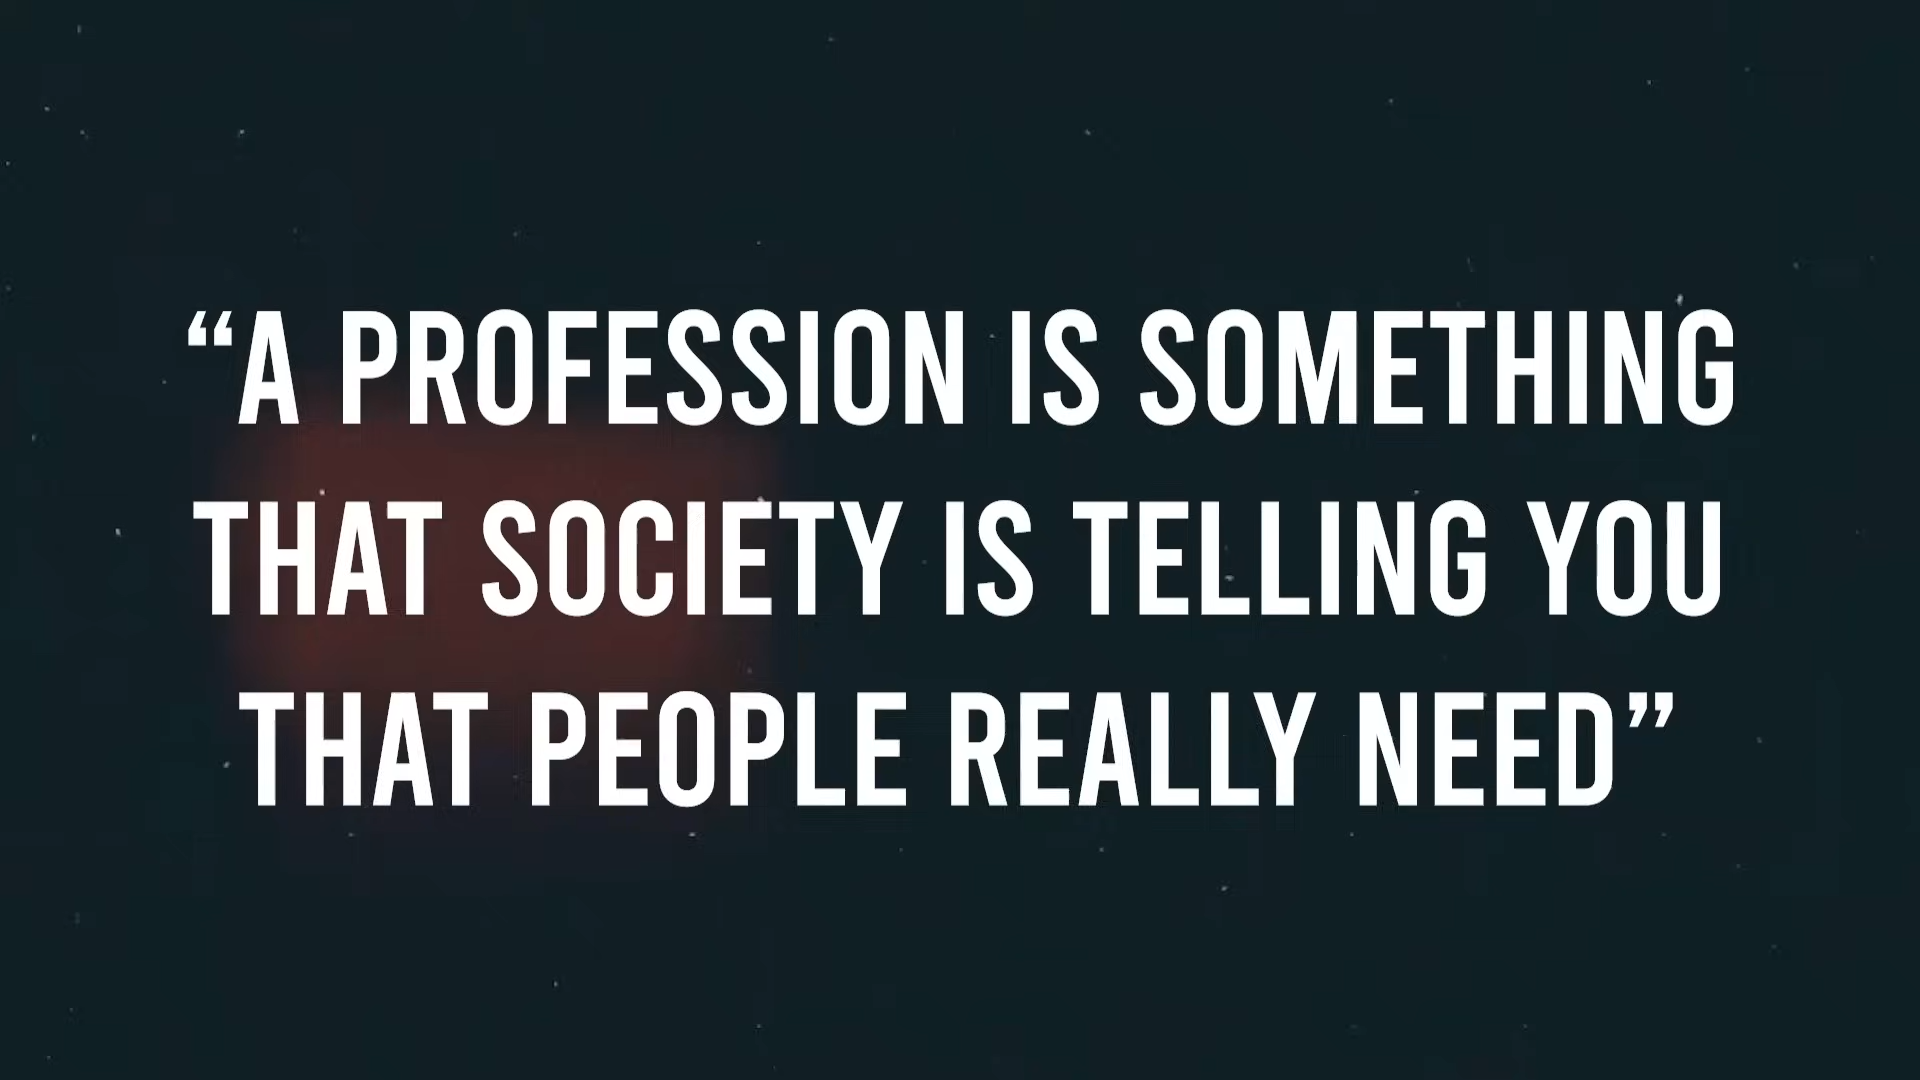 “A PROFESSION IS SOMETHING
THAT SOCIETY IS TELLING YOU
THAT PEOPLE REALLY NEED”